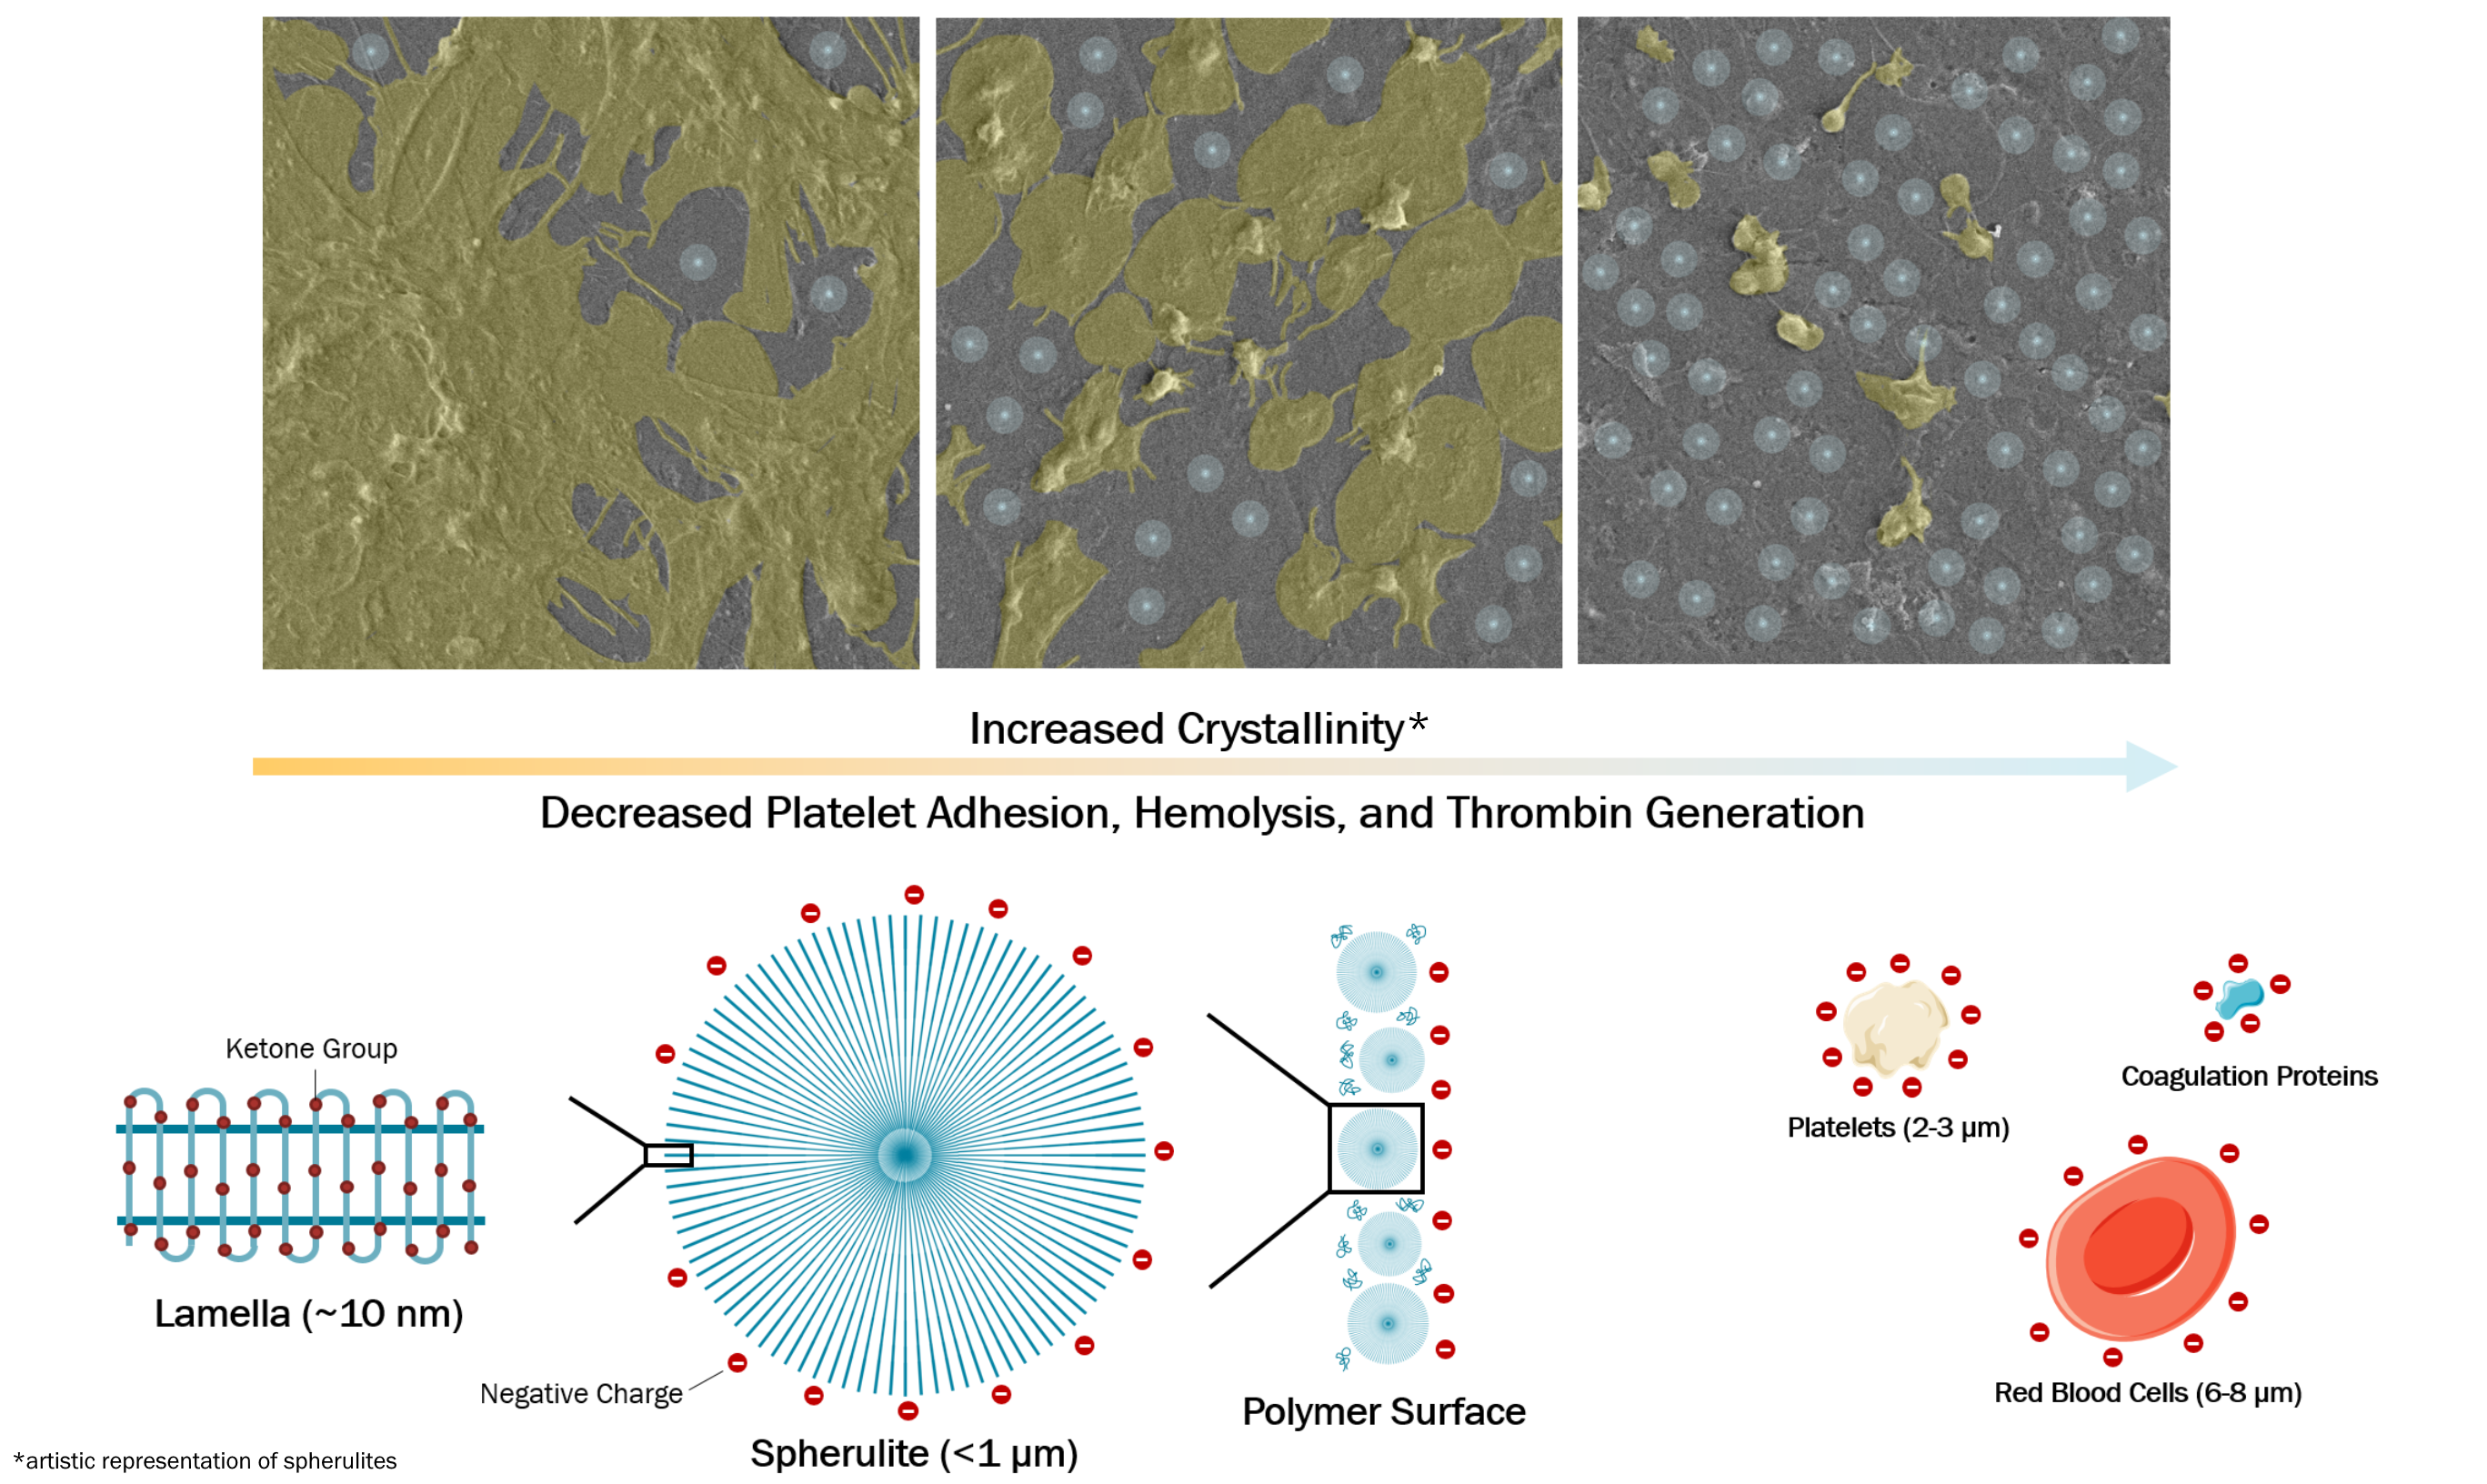 Increased Crystallinity*
Decreased Platelet Adhesion, Hemolysis, and Thrombin Generation
Ketone Group
Lamella (~10 nm)
Negative Charge
Spherulite (<1 µm)
Polymer Surface
Platelets (2-3 µm)
Coagulation Proteins
Red Blood Cells (6-8 µm)
*artistic representation of spherulites